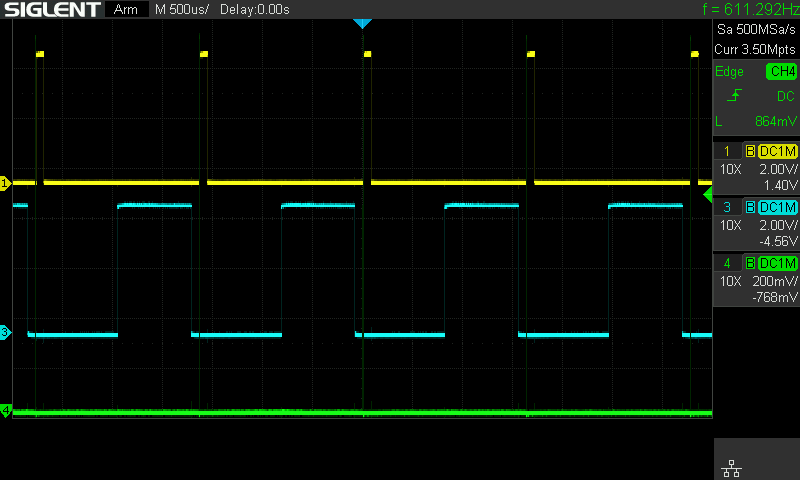 SIGLENT Arm M 500us/ Delay:0.00s f = 611.292Hz
Sa 500MSa/s
Curr 3.50Mpts
Edge CH4
DC
L 864mV
1 B DC1M
10X 2.00V/
1.40V
3 B DC1M
10X 2.00V/
-4.56V
4 B DC1M
10X 200mV/
-768mV
1
3
4